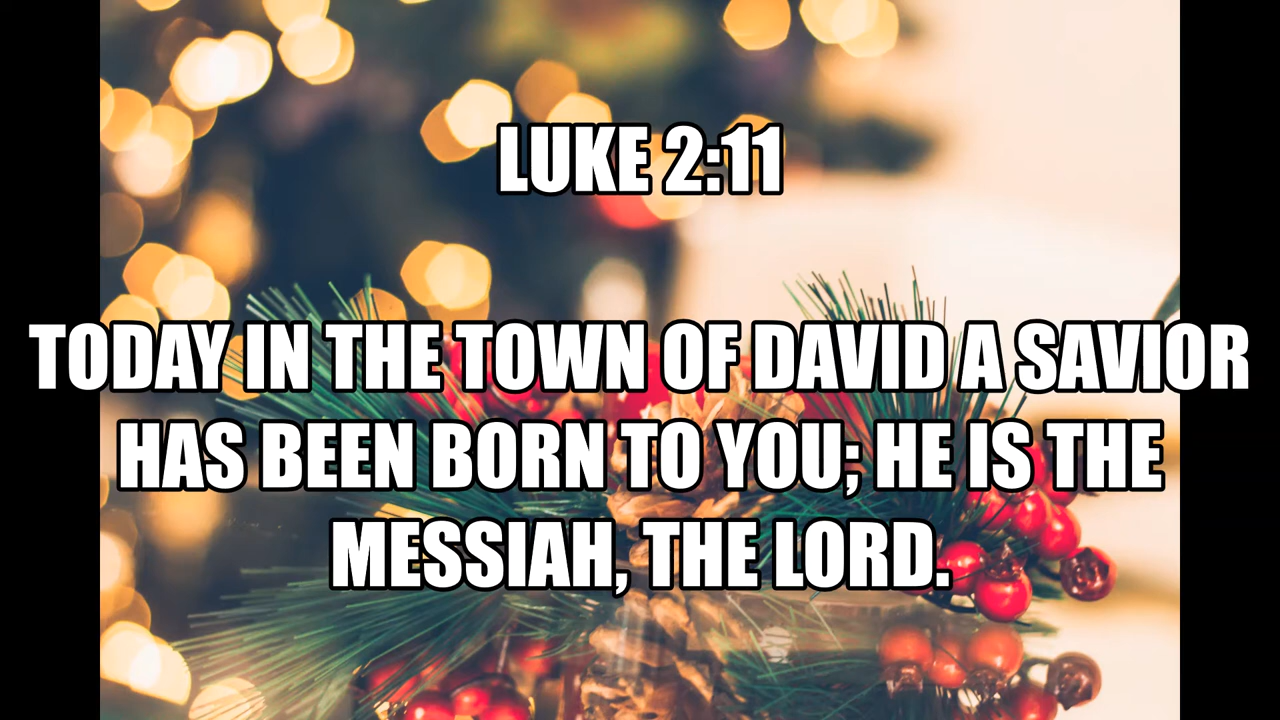 LUKE 2:11
TODAY IN THE TOWN OF DAVID A SAVIOR
HAS BEEN BORN TO YOU; HE IS THE
MESSIAH, THE LORD.